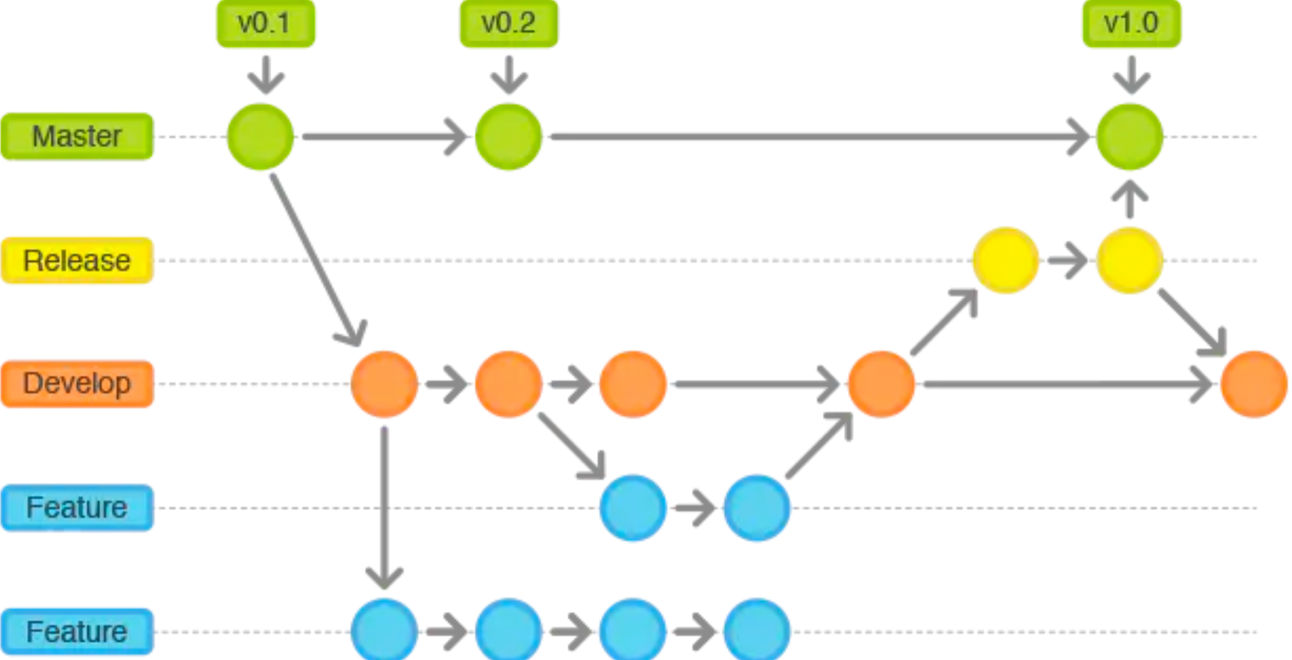 v0.1
v0.2
v1.0
Master
Release
Develop
Feature
Feature